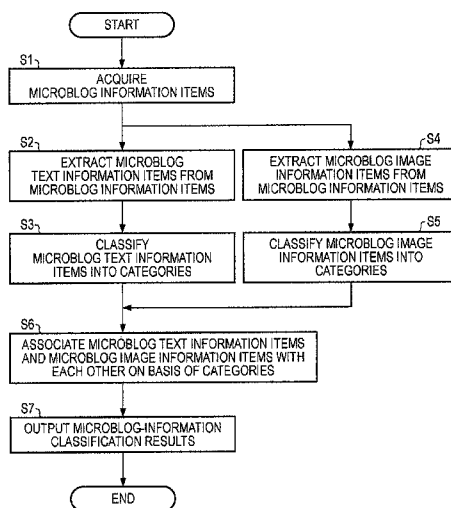 START
S1
ACQUIRE
MICROBLOG INFORMATION ITEMS
S2
EXTRACT MICROBLOG
TEXT INFORMATION ITEMS FROM
MICROBLOG INFORMATION ITEMS
S4
EXTRACT MICROBLOG IMAGE
INFORMATION ITEMS FROM
MICROBLOG INFORMATION ITEMS
S3
CLASSIFY
MICROBLOG TEXT INFORMATION
ITEMS INTO CATEGORIES
S5
CLASSIFY MICROBLOG IMAGE
INFORMATION ITEMS INTO
CATEGORIES
S6
ASSOCIATE MICROBLOG TEXT INFORMATION ITEMS
AND MICROBLOG IMAGE INFORMATION ITEMS WITH
EACH OTHER ON BASIS OF CATEGORIES
S7
OUTPUT MICROBLOG-INFORMATION
CLASSIFICATION RESULTS
END